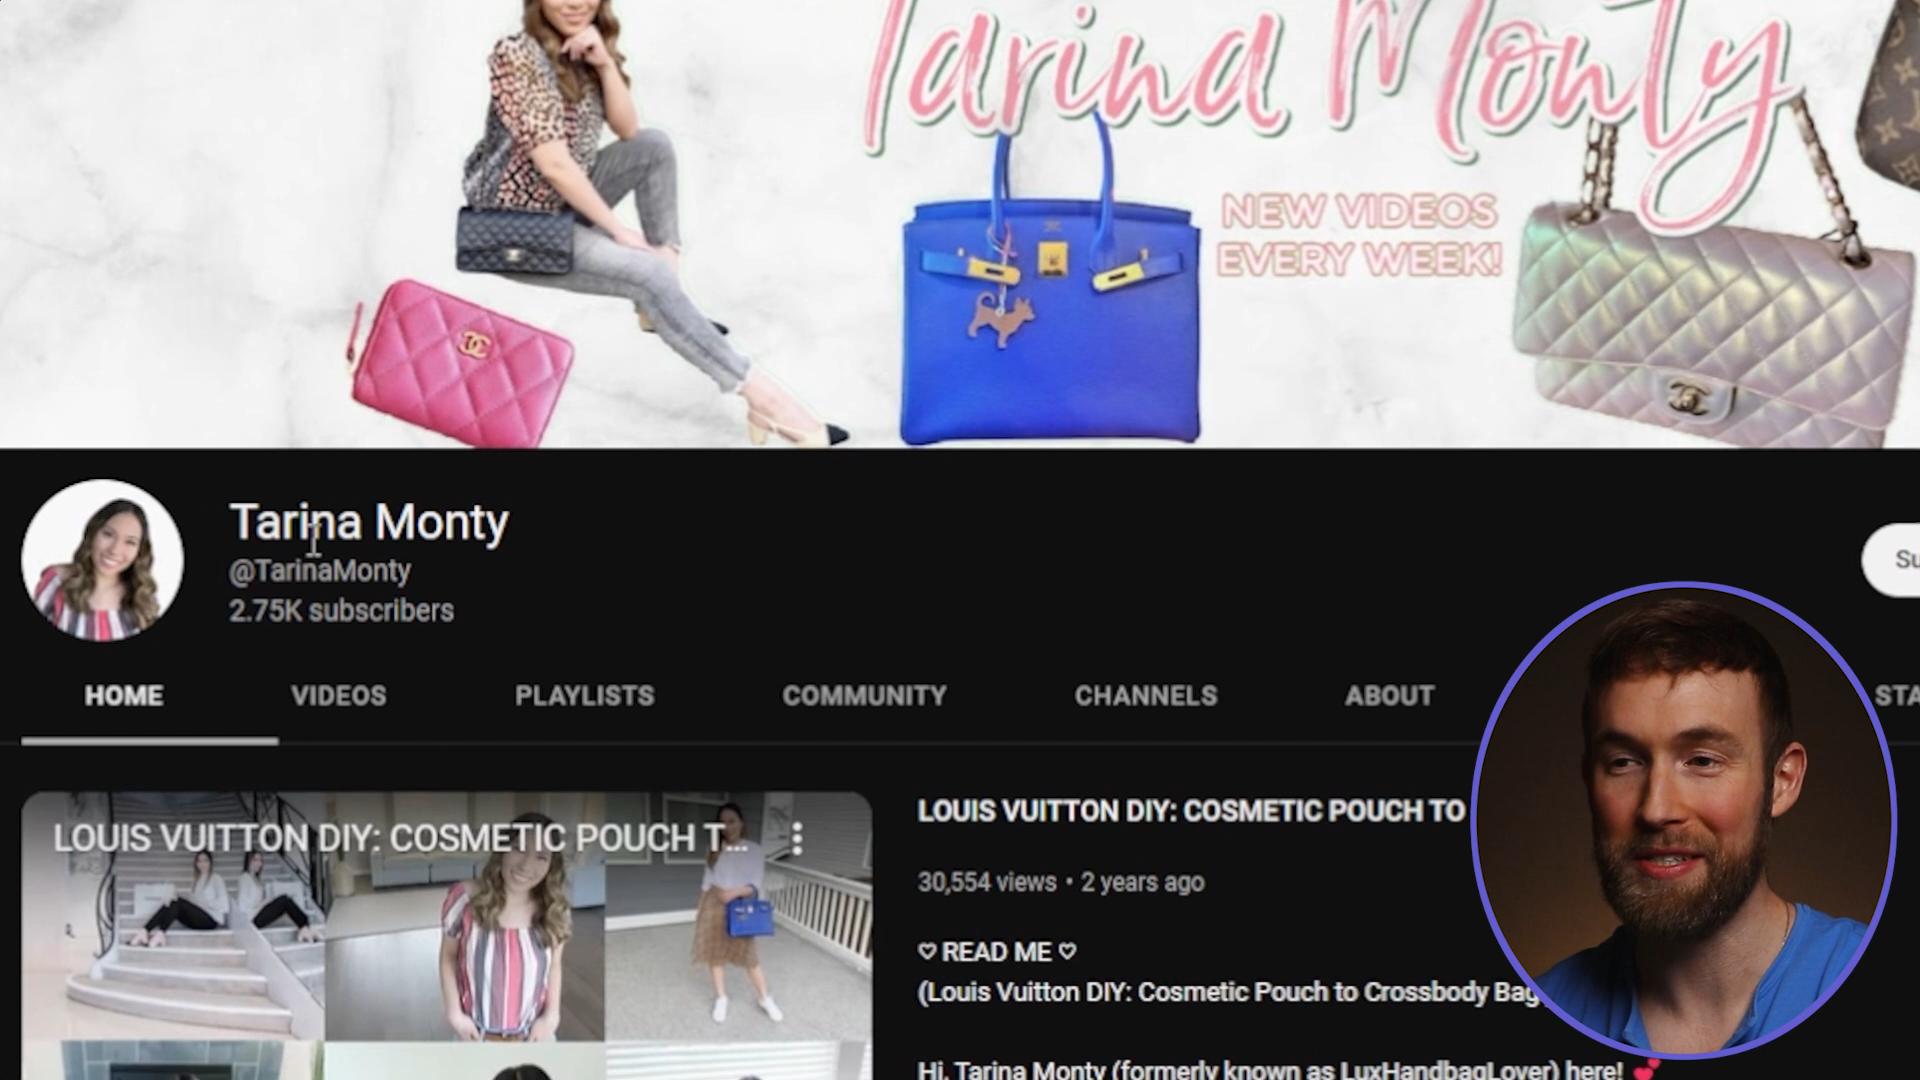 Tarina Monty
NEW VIDEOS
EVERY WEEK!
Tarina Monty
@TarinaMonty
2.75K subscribers
HOME VIDEOS PLAYLISTS COMMUNITY CHANNELS ABOUT
LOUIS VUITTON DIY: COSMETIC POUCH T...
LOUIS VUITTON DIY: COSMETIC POUCH TO
30,554 views • 2 years ago
♡ READ ME ♡
(Louis Vuitton DIY: Cosmetic Pouch to Crossbody Bag
Hi, Tarina Monty (formerly known as LuxHandbagLover) here! 💕